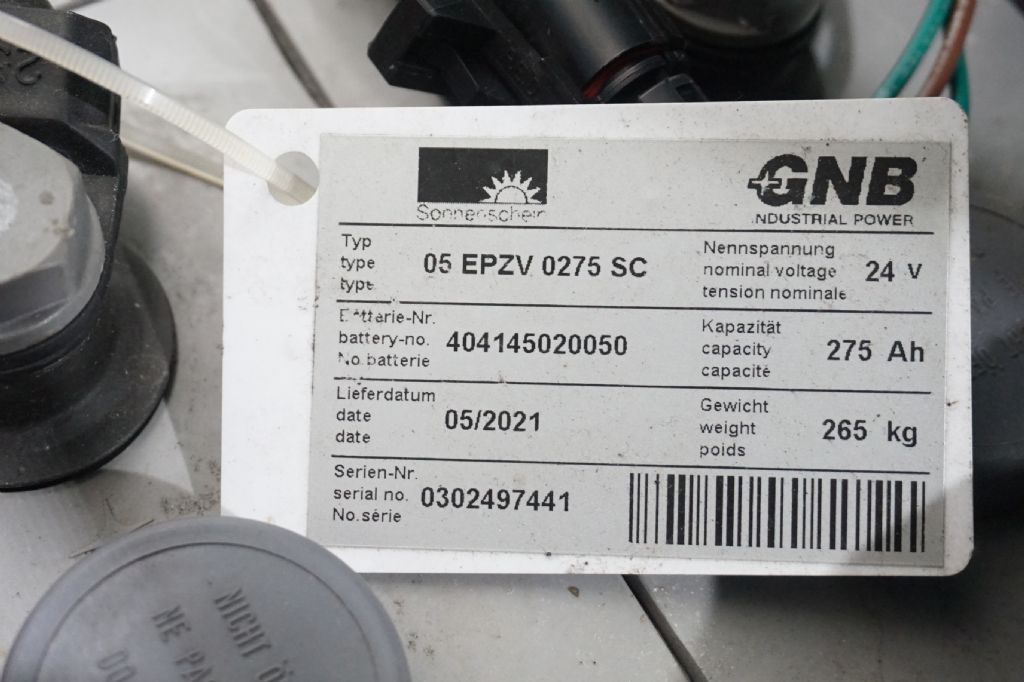 Sonnenschein
GNB
INDUSTRIAL POWER
Typ
type
type
05 EPZV 0275 SC
Nennspannung
nominal voltage
tension nominale
24 V
Batterie-Nr.
battery-no.
No.batterie
404145020050
Kapazität
capacity
capacité
275 Ah
Lieferdatum
date
date
05/2021
Gewicht
weight
poids
265 kg
Serien-Nr.
serial no.
No.série
0302497441
NICHT
NE PA
DO